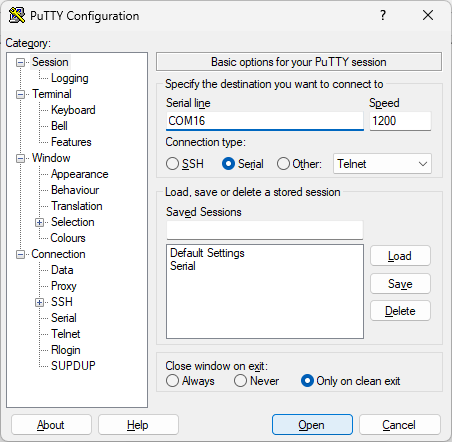 PuTTY Configuration
?
Category:
Session
Logging
Terminal
Keyboard
Bell
Features
Window
Appearance
Behaviour
Translation
Selection
Colours
Connection
Data
Proxy
SSH
Serial
Telnet
Rlogin
SUPDUP
Basic options for your PuTTY session
Specify the destination you want to connect to
Serial line Speed
COM16 1200
Connection type:
SSH Serial Other: Telnet
Load, save or delete a stored session
Saved Sessions
Default Settings
Serial
Load
Save
Delete
Close window on exit:
Always Never Only on clean exit
About Help Open Cancel